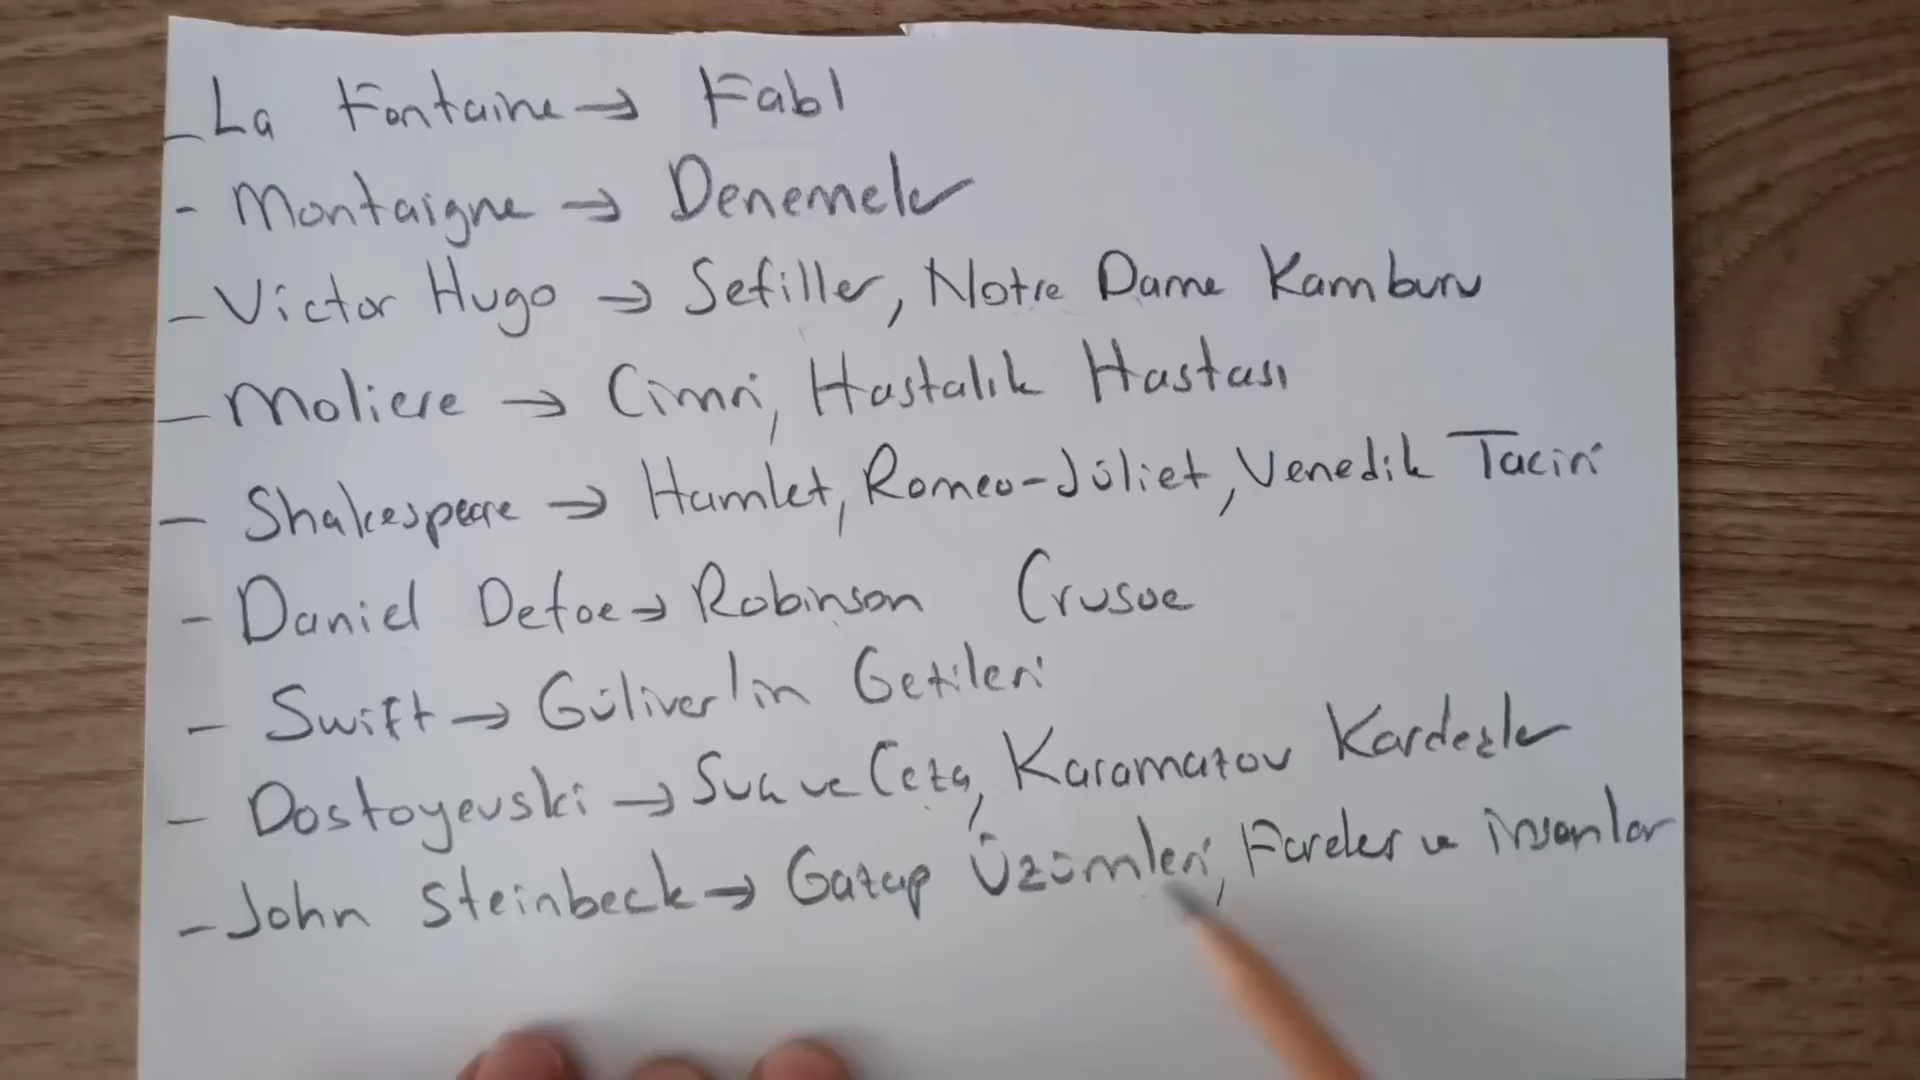 - La Fontaine → Fabl
- Montaigne → Denemeler
- Victor Hugo → Sefiller, Notre Dame Kamburu
- Moliere → Cimri, Hastalık Hastası
- Shakespeare → Hamlet, Romeo-Jüliet, Venedik Taciri
- Daniel Defoe → Robinson Crusoe
- Swift → Güliver'in Gezileri
- Dostoyevski → Suç ve Ceza, Karamazov Kardeşler
- John Steinbeck → Gazap Üzümleri, Fareler ve İnsanlar